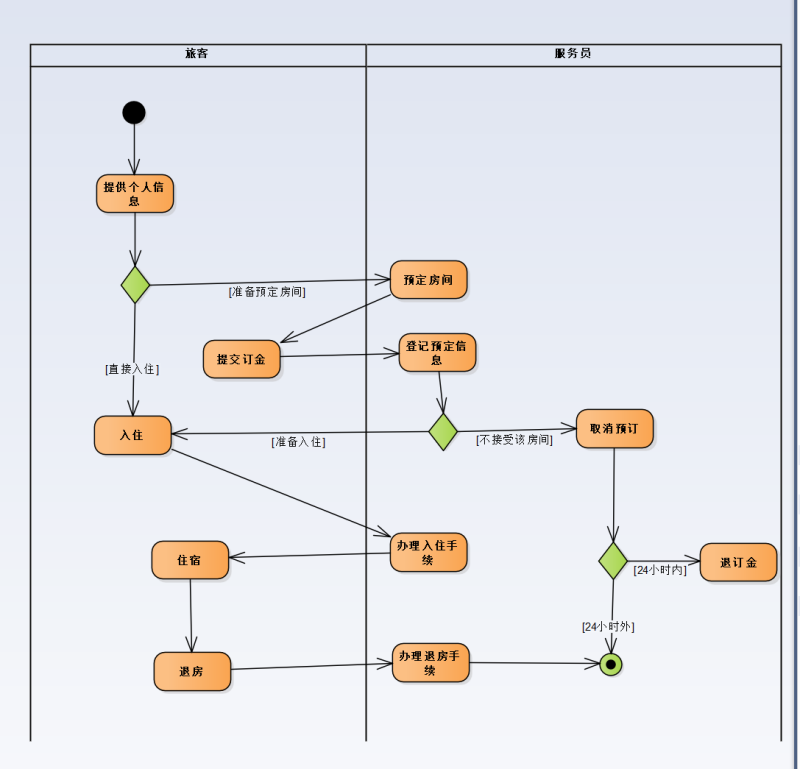 旅客
服务员
提供个人信
息
预定房间
[准备预定房间]
登记预定信
息
提交订金
[直接入住]
入住
[准备入住]
[不接受该房间]
取消预订
办理入住手
续
住宿
退订金
[24小时内]
[24小时外]
退房
办理退房手
续